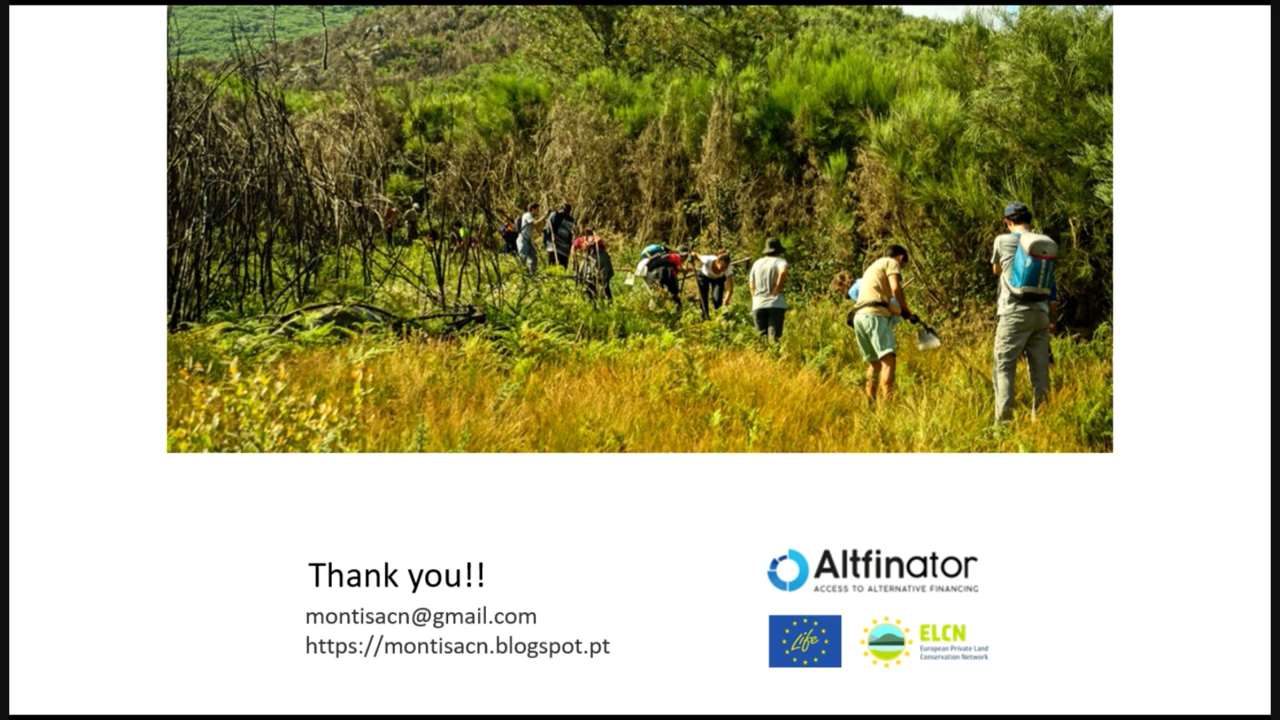 Thank you!!
montisacn@gmail.com
https://montisacn.blogspot.pt
Altfinator
ACCESS TO ALTERNATIVE FINANCING
Life
ELCN
European Private Land
Conservation Network